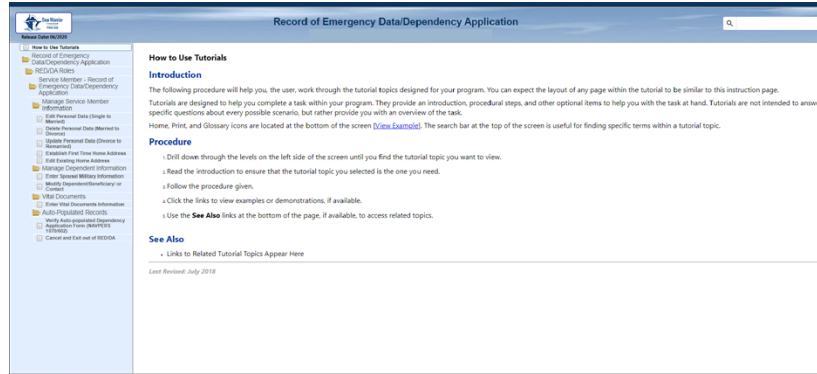 Sea Warrior
Record of Emergency Data/Dependency Application
Release Date: 06/2020
How to Use Tutorials
Record of Emergency
Data/Dependency Application
RED/DA Roles
Service Member - Record of
Emergency Data/Dependency
Application
Manage Service Member
Information
Edit Personal Data (Single to
Married)
Delete Personal Data (Married to
Divorce)
Update Personal Data (Divorce to
Remarried)
Establish First Time Home Address
Edit Existing Home Address
Manage Dependent Information
Enter Spousal Military Information
Modify Dependent/Beneficiary/ or
Contact
Vital Documents
Enter Vital Documents Information
Auto-Populated Records
Verify Auto-populated Dependency
Application Form (NAVPERS
1070/602)
Cancel and Exit out of RED/DA
How to Use Tutorials
Introduction
The following procedure will help you, the user, work through the tutorial topics designed for your program. You can expect the layout of any page within the tutorial to be similar to this instruction page.
Tutorials are designed to help you complete a task within your program. They provide an introduction, procedural steps, and other optional items to help you with the task at hand. Tutorials are not intended to answ
specific questions about every possible scenario, but rather provide you with an overview of the task.
Home, Print, and Glossary icons are located at the bottom of the screen [View Example]. The search bar at the top of the screen is useful for finding specific terms within a tutorial topic.
Procedure
1. Drill down through the levels on the left side of the screen until you find the tutorial topic you want to view.
2. Read the introduction to ensure that the tutorial topic you selected is the one you need.
3. Follow the procedure given.
4. Click the links to view examples or demonstrations, if available.
5. Use the See Also links at the bottom of the page, if available, to access related topics.
See Also
• Links to Related Tutorial Topics Appear Here
Last Revised: July 2018